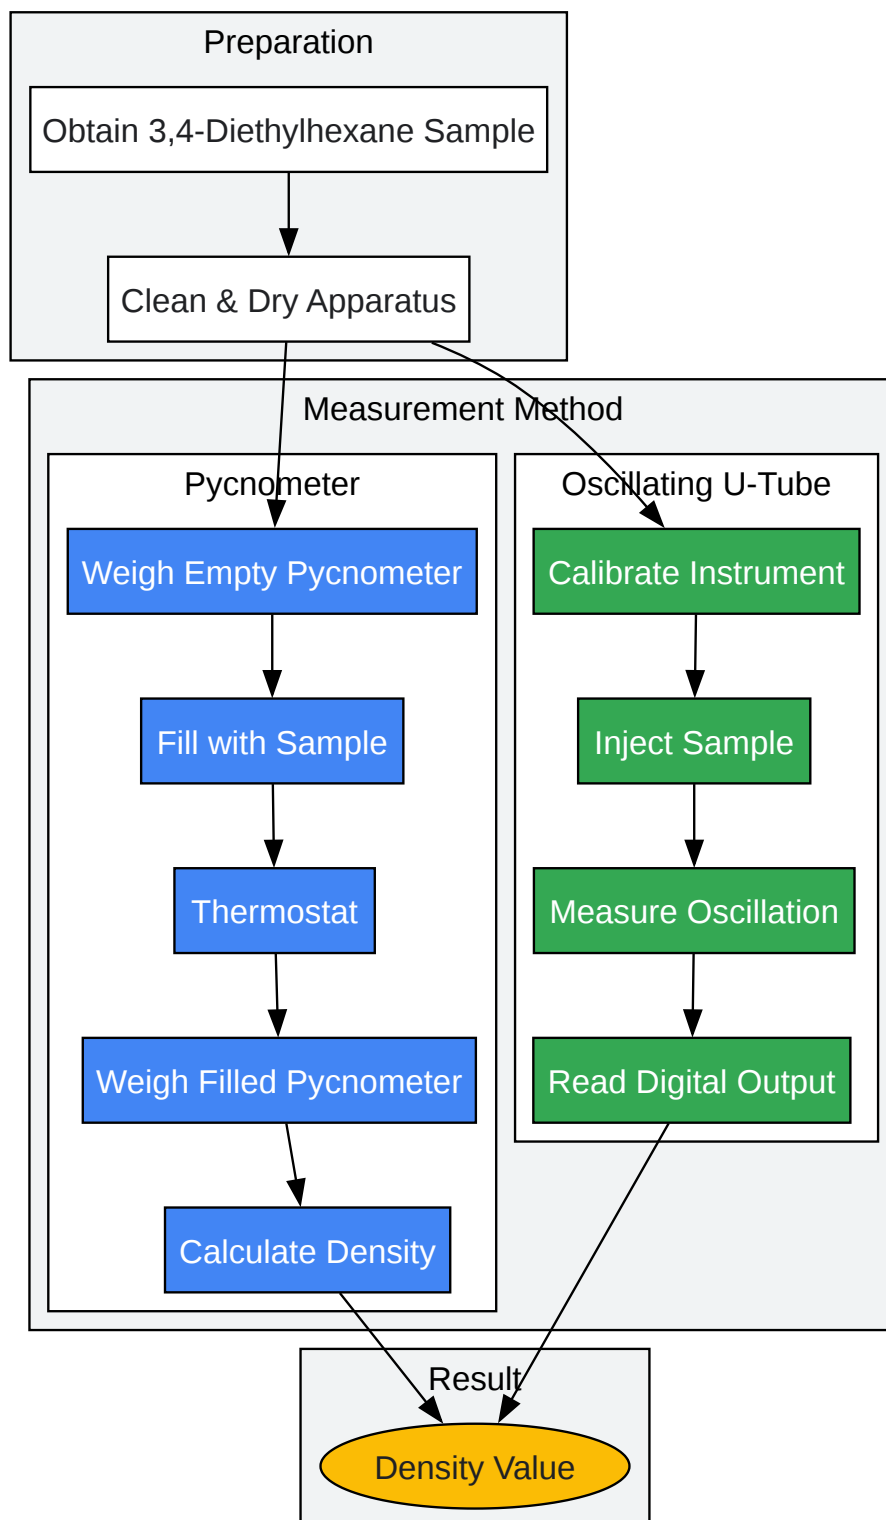 Preparation
Obtain 3,4-Diethylhexane Sample
Clean & Dry Apparatus
Measurement Method
Pycnometer
Weigh Empty Pycnometer
Fill with Sample
Thermostat
Weigh Filled Pycnometer
Calculate Density
Oscillating U-Tube
Calibrate Instrument
Inject Sample
Measure Oscillation
Read Digital Output
Result
Density Value